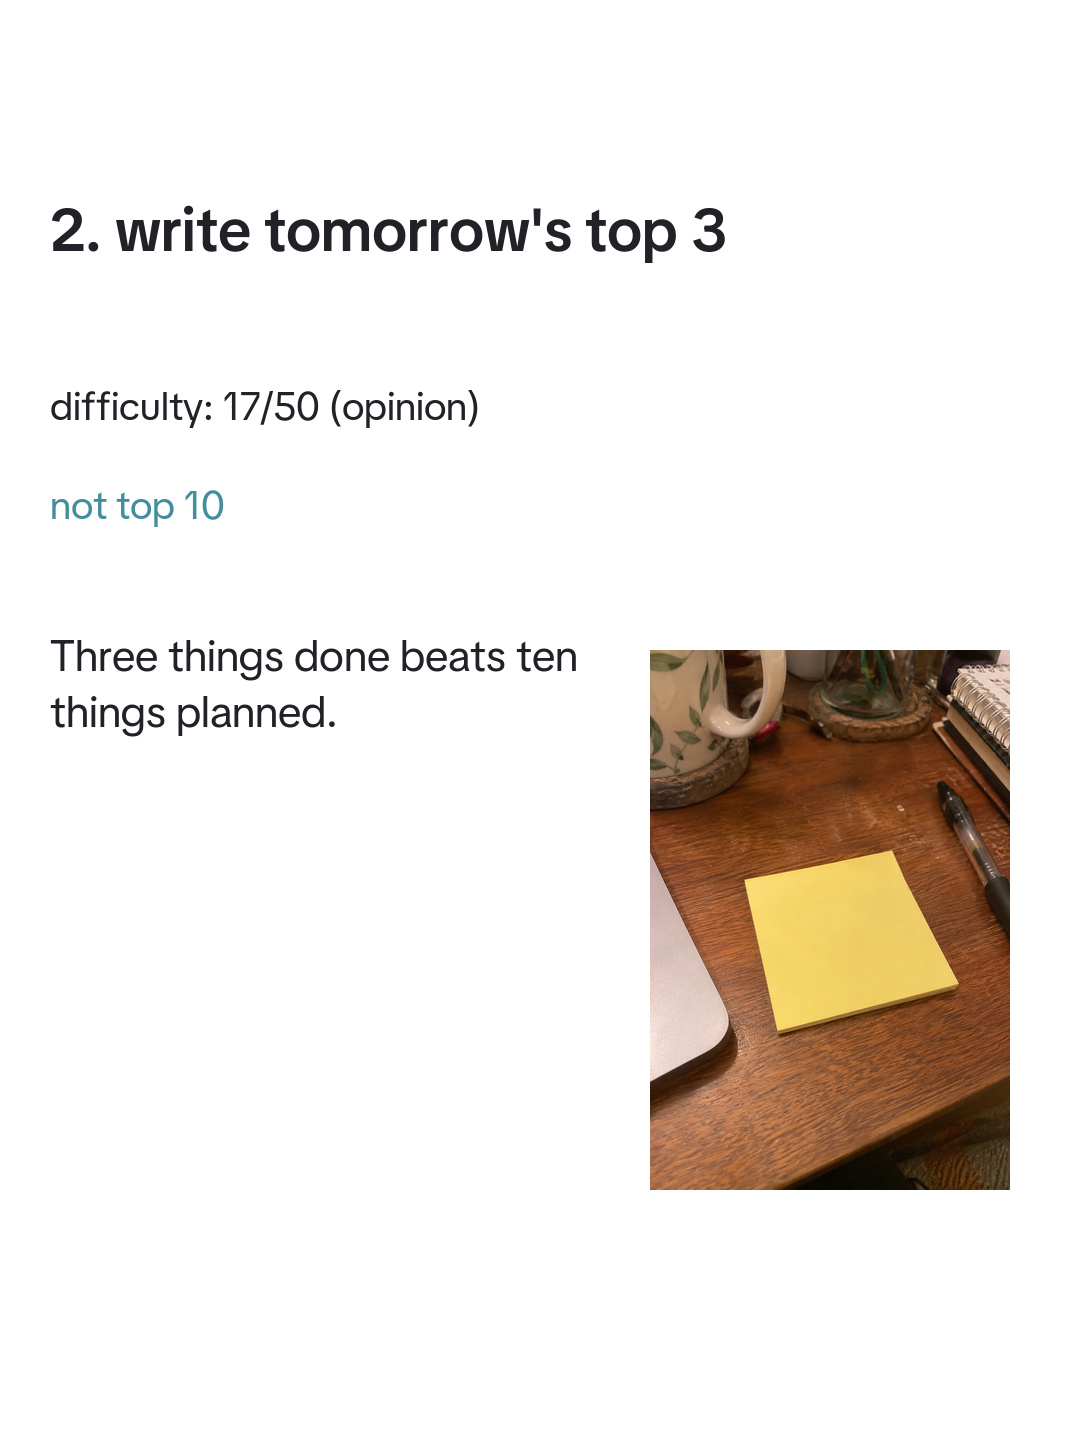 2. write tomorrow's top 3
difficulty: 17/50 (opinion)
not top 10
Three things done beats ten
things planned.